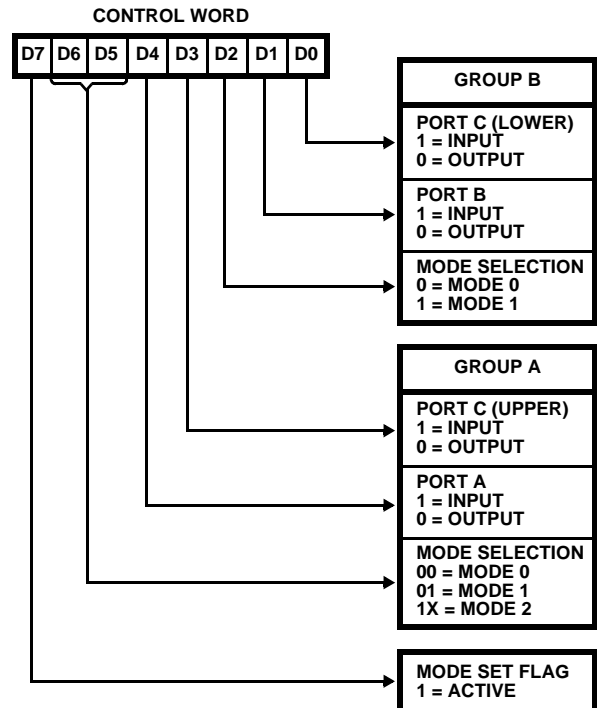 CONTROL WORD
D7 D6 D5 D4 D3 D2 D1 D0
GROUP B
PORT C (LOWER)
1 = INPUT
0 = OUTPUT
PORT B
1 = INPUT
0 = OUTPUT
MODE SELECTION
0 = MODE 0
1 = MODE 1
GROUP A
PORT C (UPPER)
1 = INPUT
0 = OUTPUT
PORT A
1 = INPUT
0 = OUTPUT
MODE SELECTION
00 = MODE 0
01 = MODE 1
1X = MODE 2
MODE SET FLAG
1 = ACTIVE